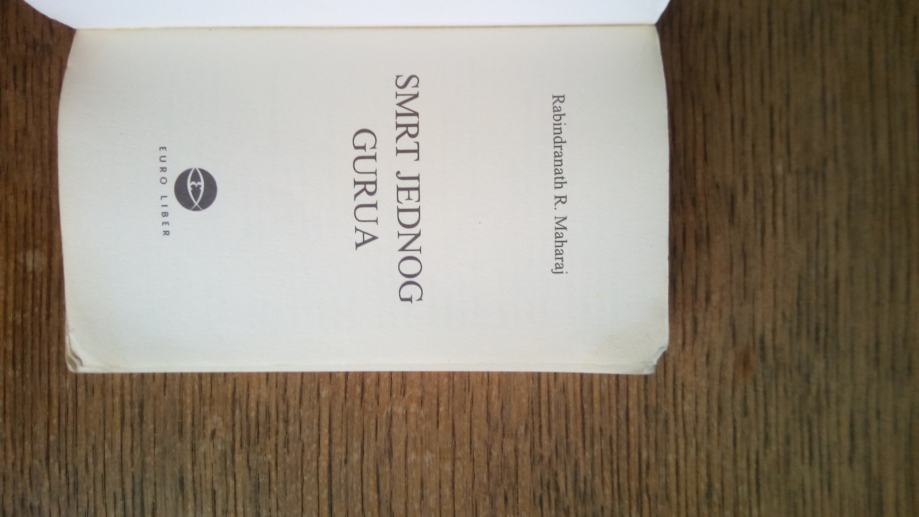 Rabindranath R. Maharaj
SMRT JEDNOG
GURUA
EURO LIBER